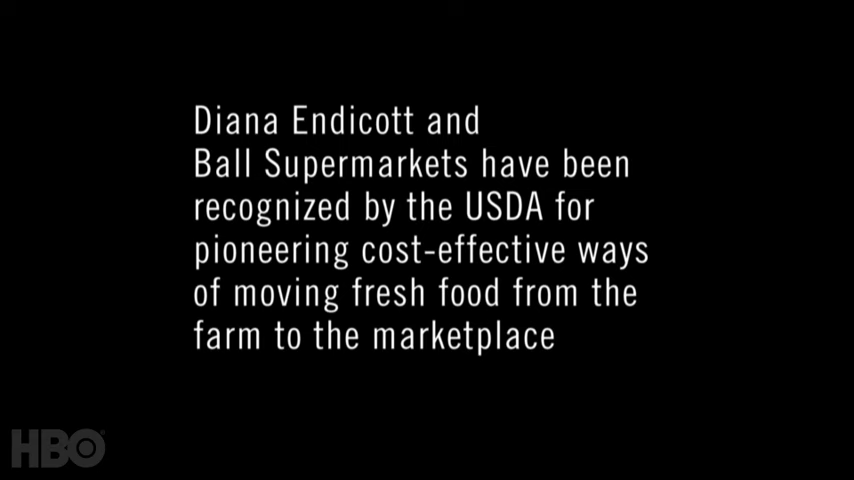 Diana Endicott and
Ball Supermarkets have been
recognized by the USDA for
pioneering cost-effective ways
of moving fresh food from the
farm to the marketplace
HBO